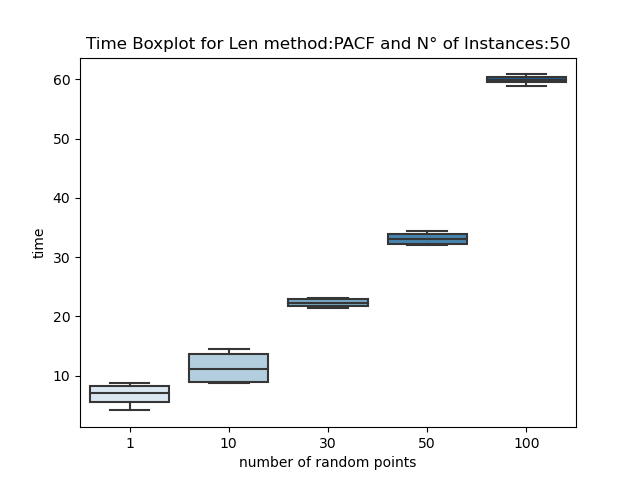 Time Boxplot for Len method:PACF and N° of Instances:50
60
50
40
30
20
10
time
1 10 30 50 100
number of random points